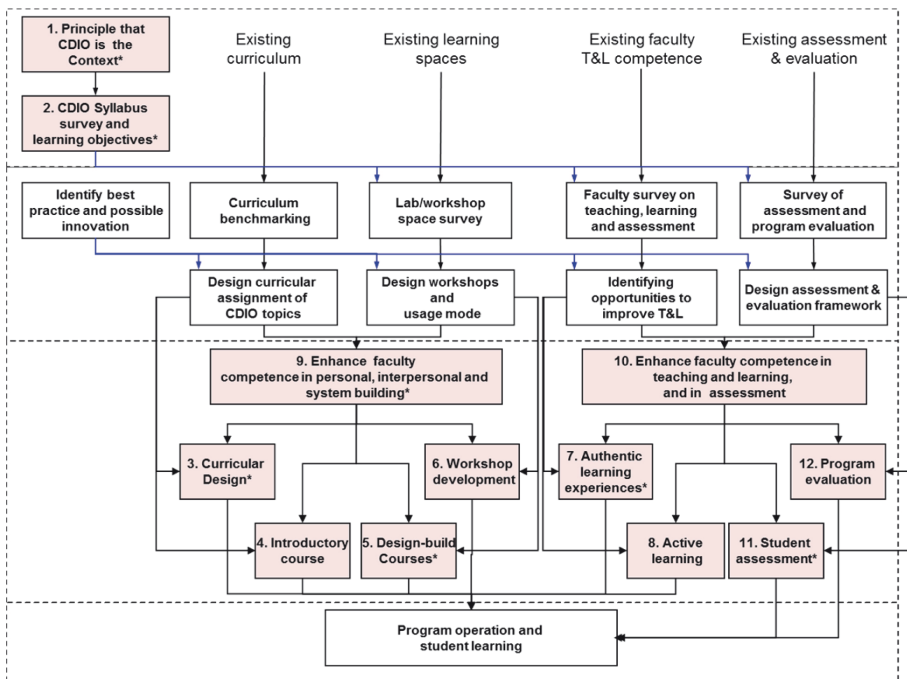 1. Principle that
CDIO is the
Context*
Existing
curriculum
Existing learning
spaces
Existing faculty
T&L competence
Existing assessment
& evaluation
2. CDIO Syllabus
survey and
learning objectives*
Identify best
practice and possible
innovation
Curriculum
benchmarking
Lab/workshop
space survey
Faculty survey on
teaching, learning
and assessment
Survey of
assessment and
program evaluation
Design curricular
assignment of
CDIO topics
Design workshops
and
usage mode
Identifying
opportunities to
improve T&L
Design assessment &
evaluation framework
9. Enhance faculty
competence in personal, interpersonal and
system building*
10. Enhance faculty competence in
teaching and learning,
and in assessment
3. Curricular
Design*
6. Workshop
development
7. Authentic
learning
experiences*
12. Program
evaluation
4. Introductory
course
5. Design-build
Courses*
8. Active
learning
11. Student
assessment*
Program operation and
student learning